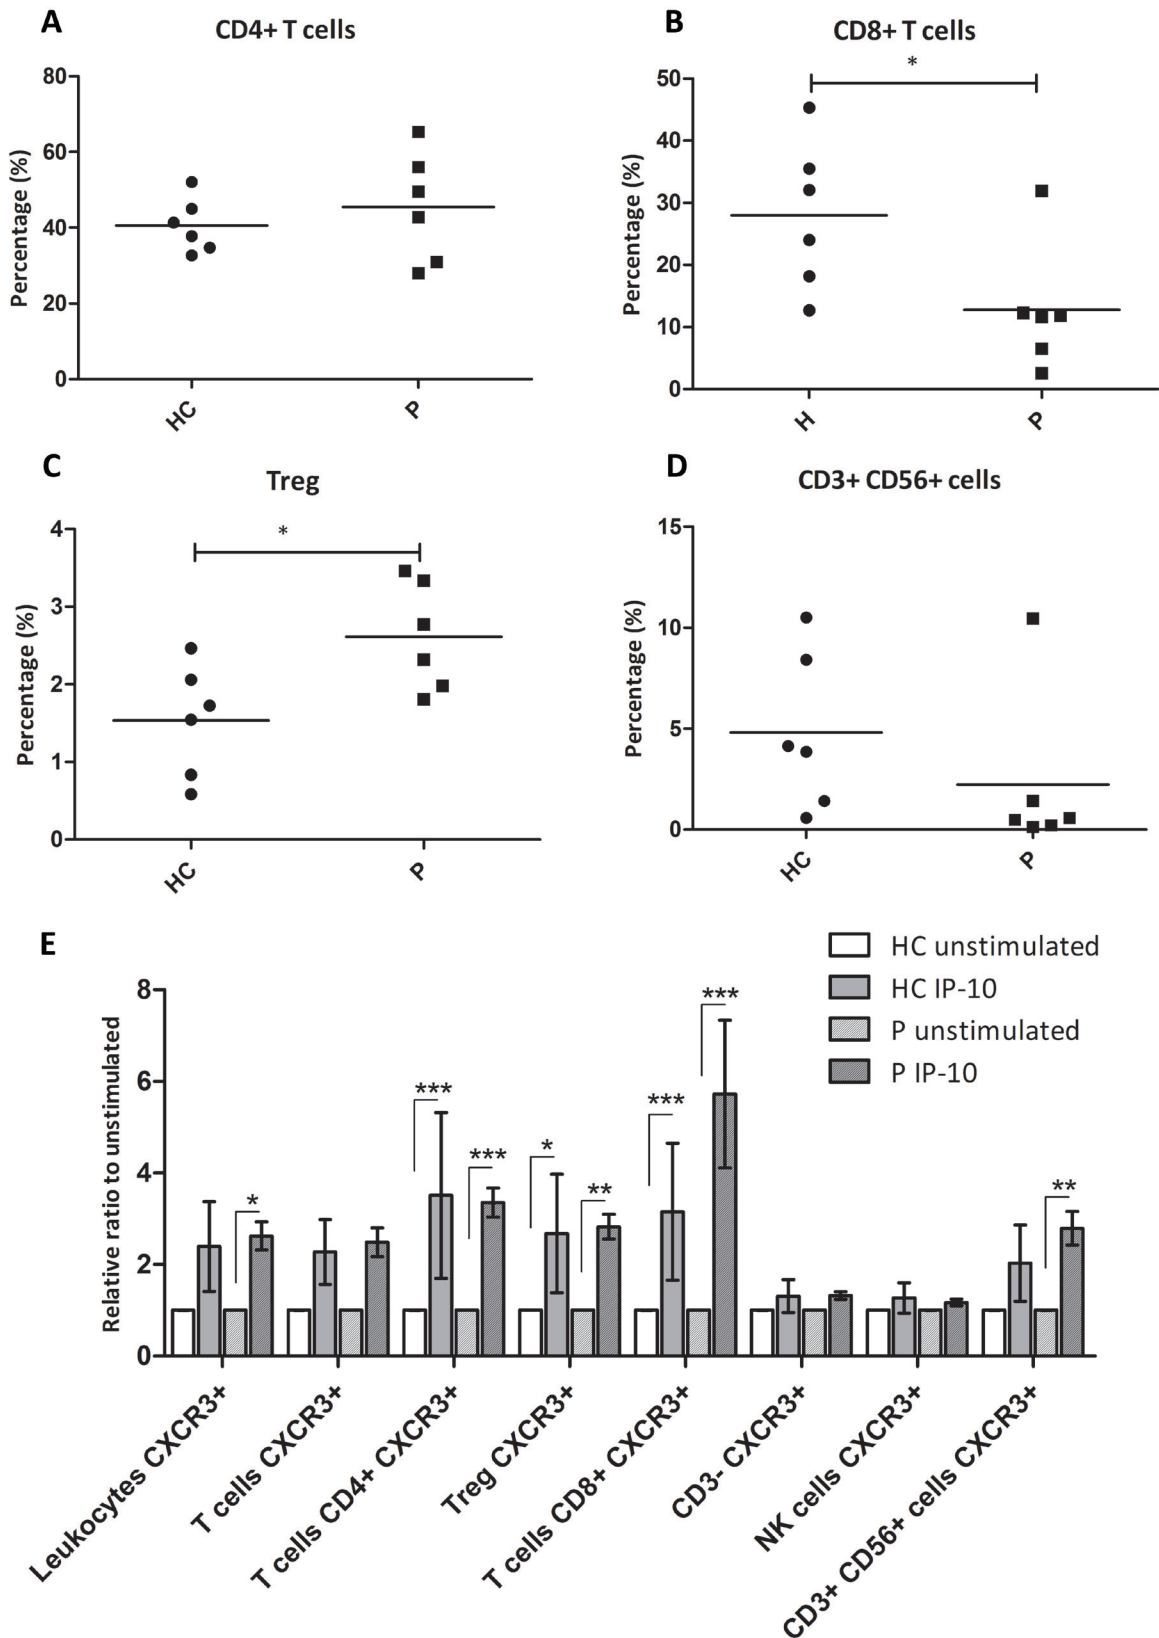 A
CD4+ T cells
Percentage (%)
80
60
40
20
0
HC
P
B
CD8+ T cells
Percentage (%)
50
40
30
20
10
0
*
H
P
C
Treg
Percentage (%)
4
3
2
1
0
*
HC
P
D
CD3+ CD56+ cells
Percentage (%)
15
10
5
0
HC
P
E
HC unstimulated
HC IP-10
P unstimulated
P IP-10
Relative ratio to unstimulated
8
6
4
2
0
*
***
***
*
**
***
***
**
Leukocytes CXCR3+
T cells CXCR3+
T cells CD4+ CXCR3+
Treg CXCR3+
T cells CD8+ CXCR3+
CD3- CXCR3+
NK cells CXCR3+
CD3+ CD56+ cells CXCR3+